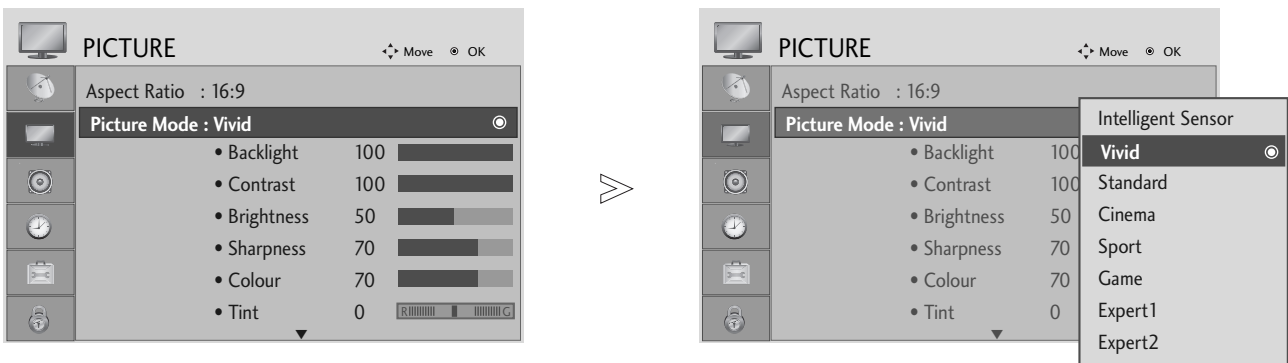 PICTURE Move OK
Aspect Ratio : 16:9
Picture Mode : Vivid
• Backlight 100
• Contrast 100
• Brightness 50
• Sharpness 70
• Colour 70
• Tint 0 R G
PICTURE Move OK
Aspect Ratio : 16:9
Picture Mode : Vivid
• Backlight 100
• Contrast 100
• Brightness 50
• Sharpness 70
• Colour 70
• Tint 0
Intelligent Sensor
Vivid
Standard
Cinema
Sport
Game
Expert1
Expert2